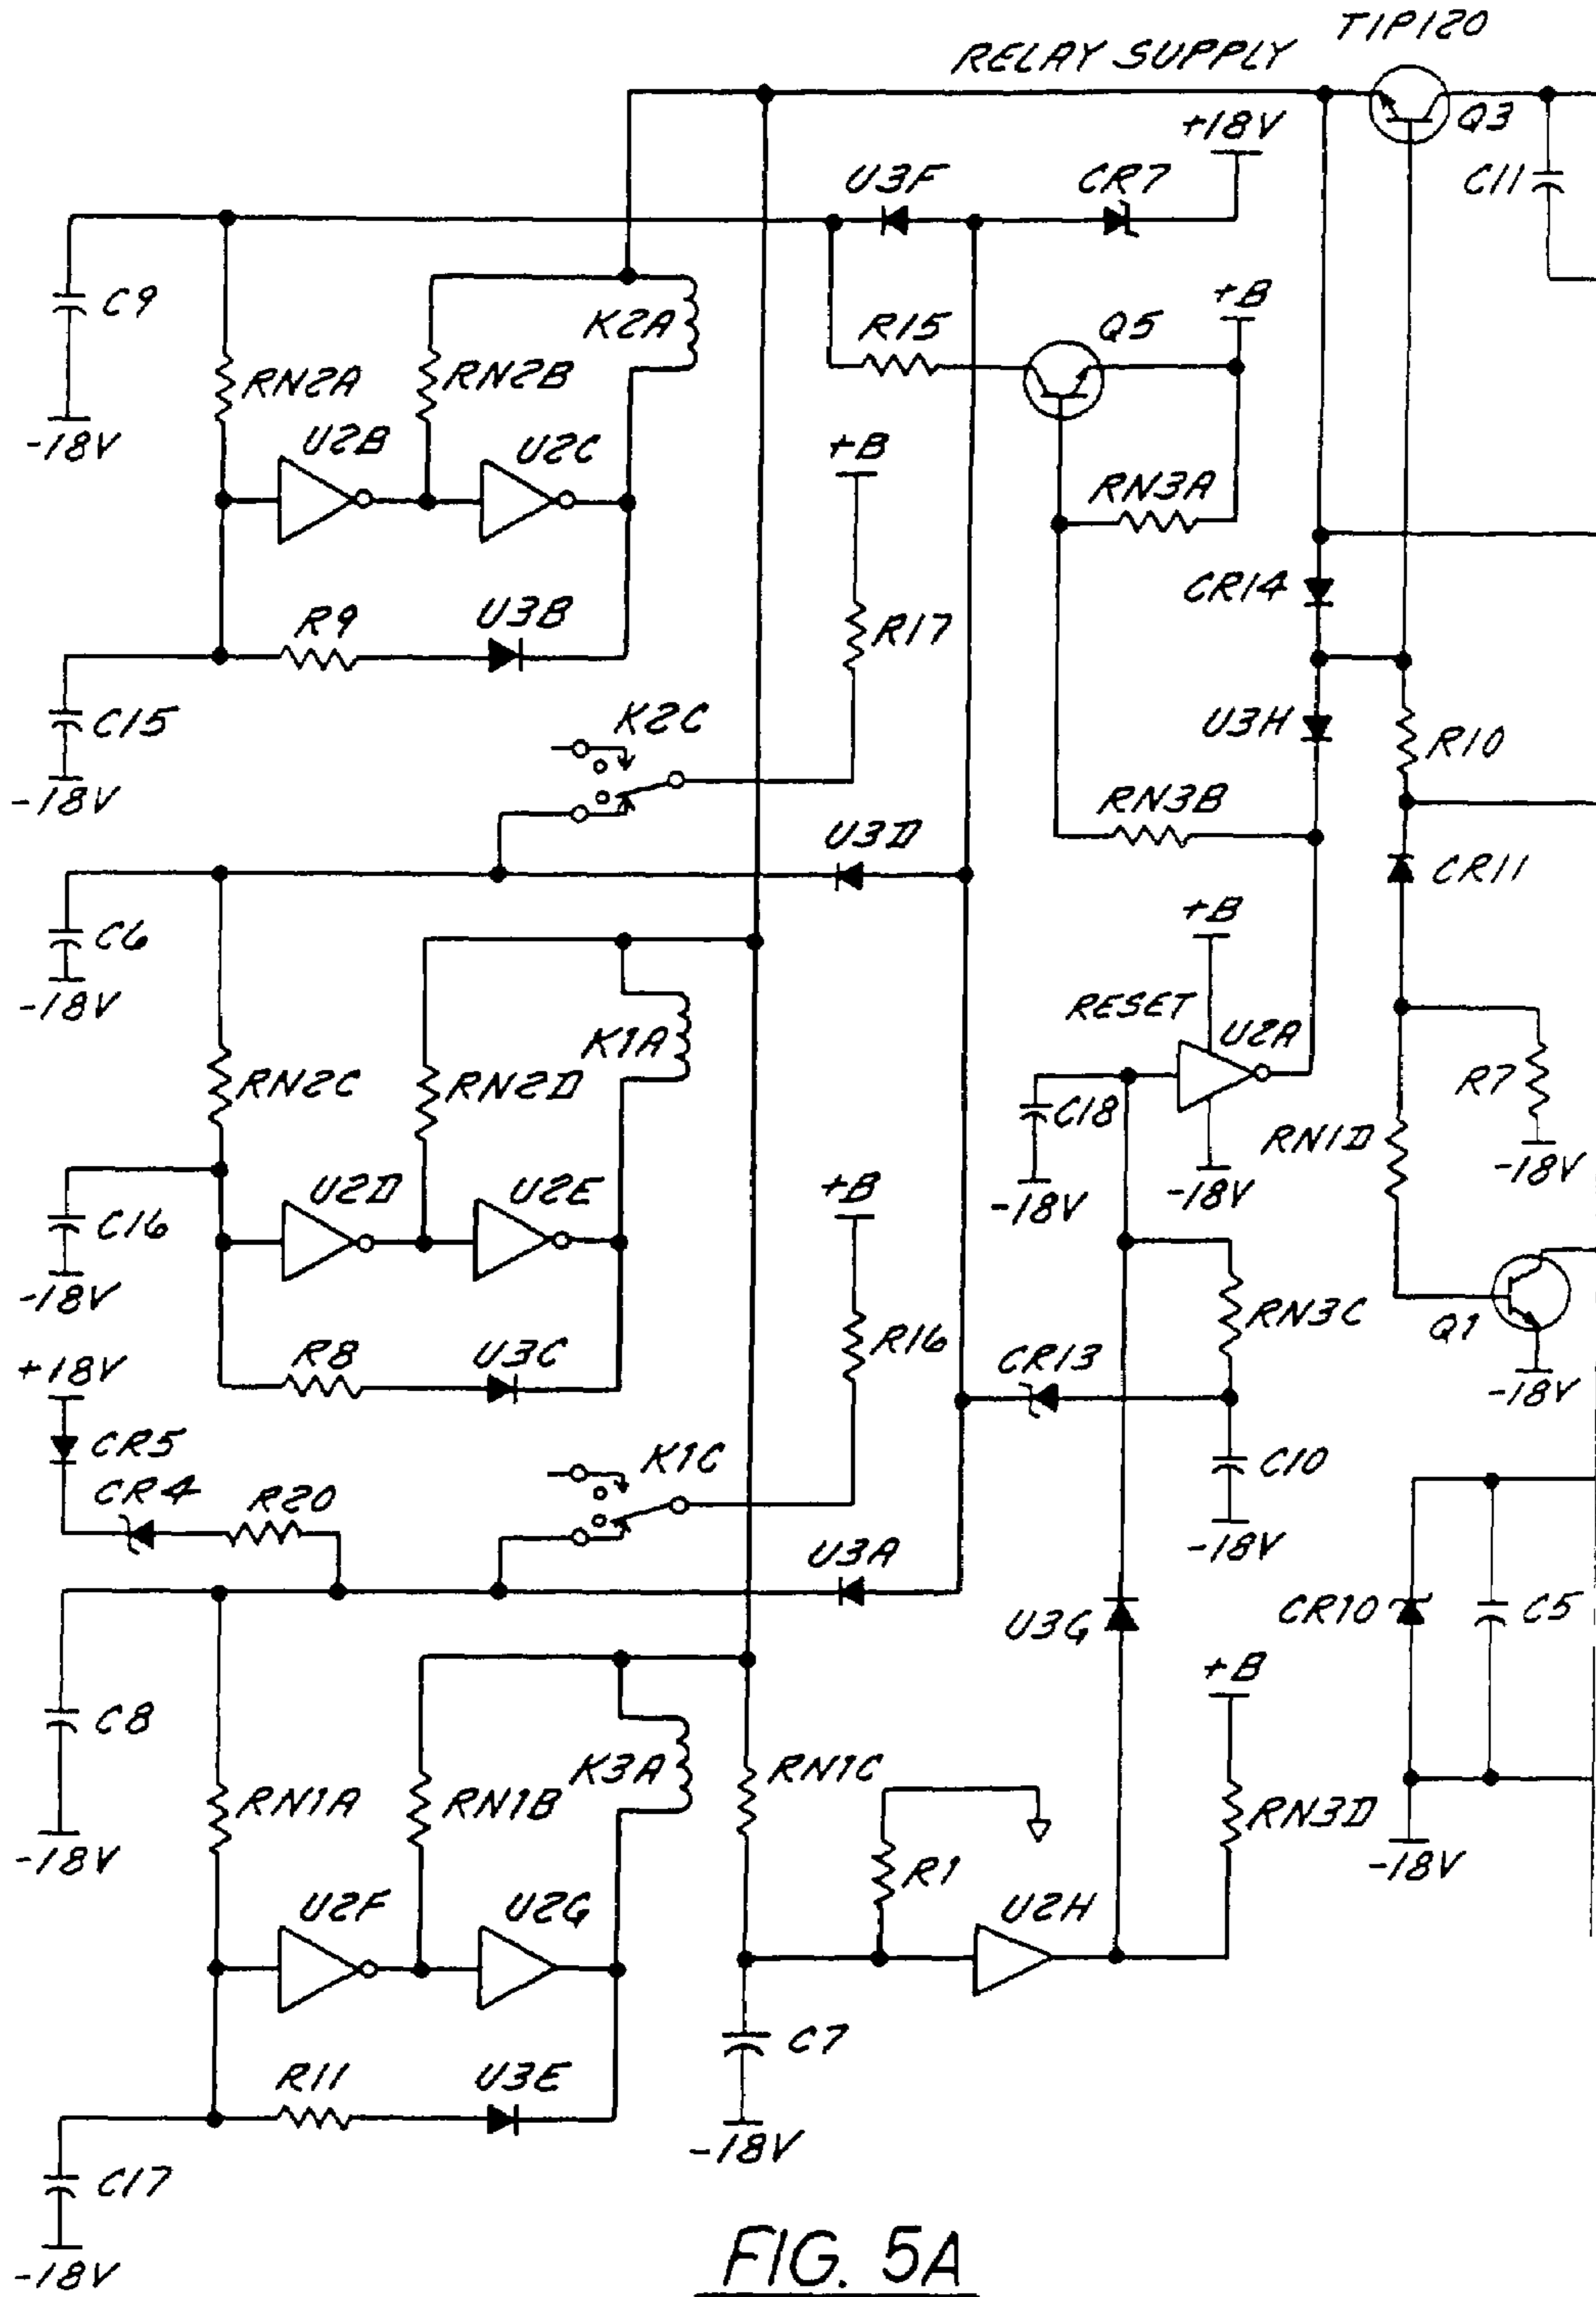 TIP120
RELAY SUPPLY
Q3
+18V
C11
U3F
CR7
C9
K2A
+B
R15
Q5
RN2A
RN2B
-18V
U2B
U2C
+B
RN3A
CR14
R9
U3B
R17
C15
K2C
U3H
R10
-18V
RN3B
U3D
CR11
C6
+B
-18V
RESET
U2A
K1A
RN2C
RN2D
C18
R7
RN1D
-18V
-18V
-18V
U2D
U2E
+B
C16
-18V
RN3C
Q1
R8
U3C
R16
CR13
+18V
-18V
CR5
K1C
C10
CR4
R20
-18V
U3A
CR10
C5
U3G
+B
C8
K3A
RN1C
RN1A
RN1B
RN3D
-18V
R1
-18V
U2F
U2G
U2H
C7
R11
U3E
-18V
C17
-18V
FIG. 5A